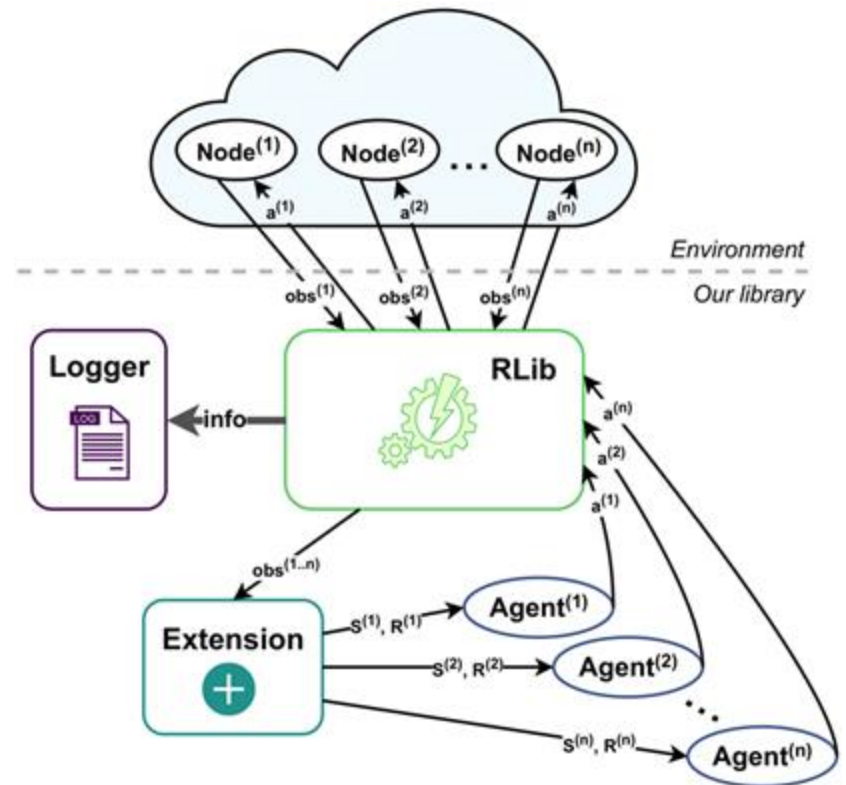 Node(1) Node(2) ... Node(n)
a(1) a(2) a(n)
Environment
obs(1) obs(2) obs(n)
Our library
Logger
RLib
LOG
info
a(n)
a(2)
a(1)
obs(1..n)
Extension
S(1), R(1)
Agent(1)
S(2), R(2)
Agent(2)
...
S(n), R(n)
Agent(n)